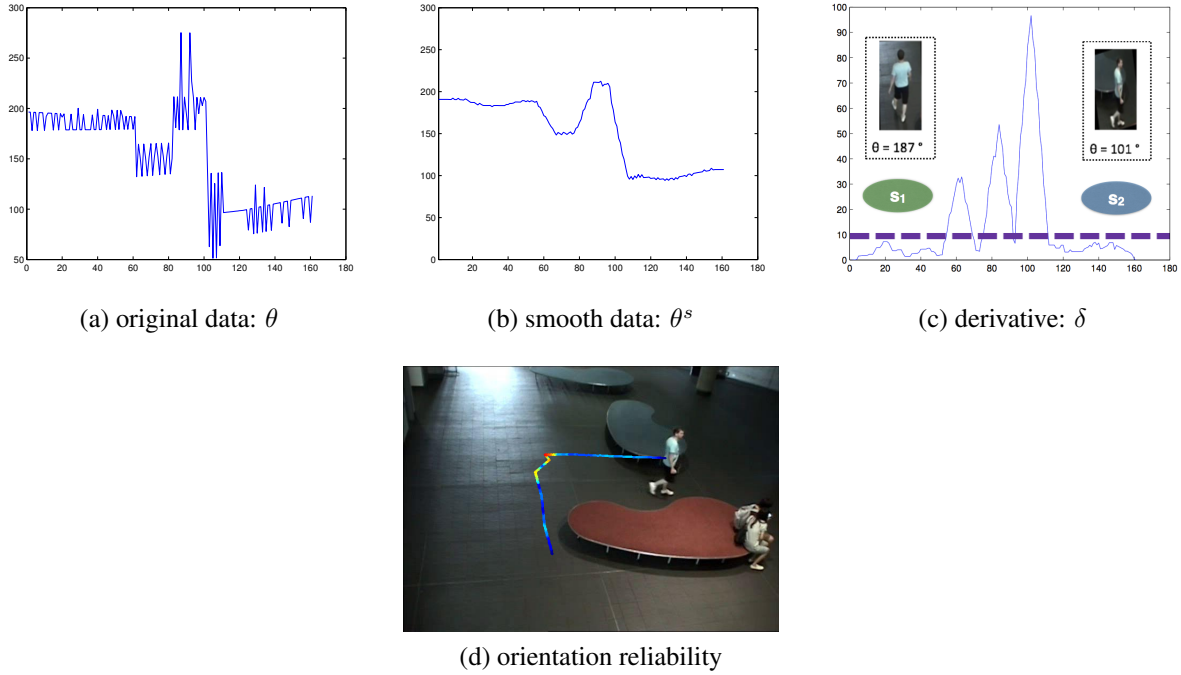 300
250
200
150
100
50
0 20 40 60 80 100 120 140 160 180
(a) original data: θ
300
250
200
150
100
50
0
0 20 40 60 80 100 120 140 160 180
(b) smooth data: θˢ
100
90
80
70
60
50
40
30
20
10
0
0 20 40 60 80 100 120 140 160 180
θ = 187 °
θ = 101 °
S₁
S₂
(c) derivative: δ
(d) orientation reliability